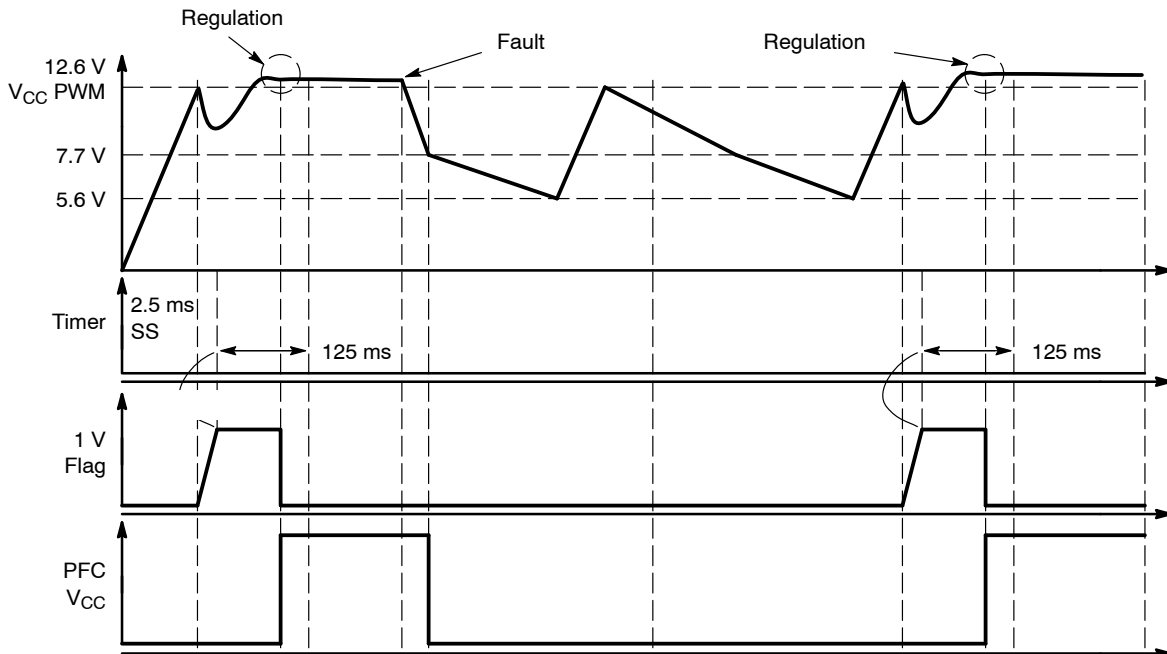 Regulation
Fault
Regulation
12.6 V
V_CC PWM
7.7 V
5.6 V
Timer
2.5 ms
SS
125 ms
125 ms
1 V
Flag
PFC
V_CC